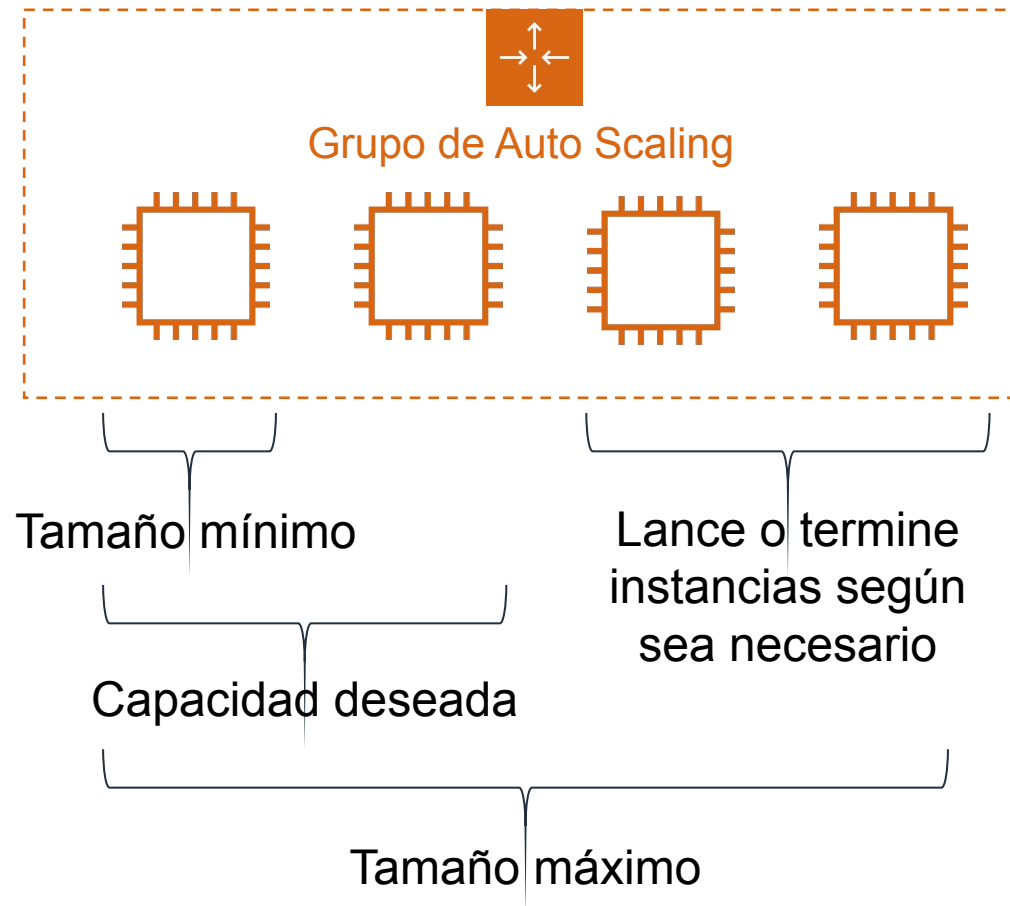 Grupo de Auto Scaling
Tamaño mínimo
Lance o termine
instancias según
sea necesario
Capacidad deseada
Tamaño máximo